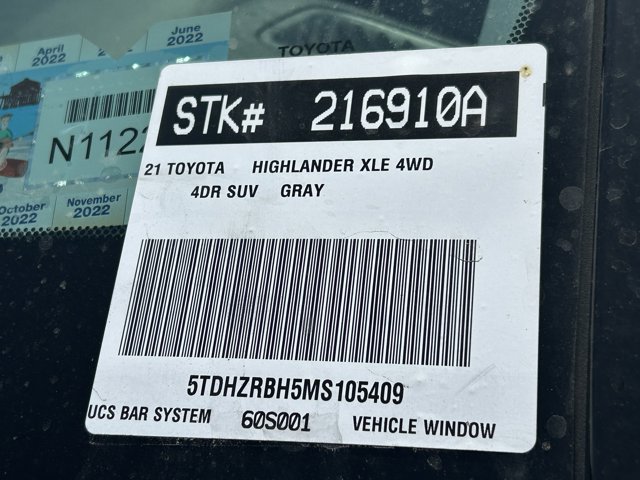 April
2022
June
2022
TOYOTA
N112
STK# 216910A
21 TOYOTA HIGHLANDER XLE 4WD
4DR SUV GRAY
October
2022
November
2022
5TDHZRBH5MS105409
UCS BAR SYSTEM 60S001 VEHICLE WINDOW